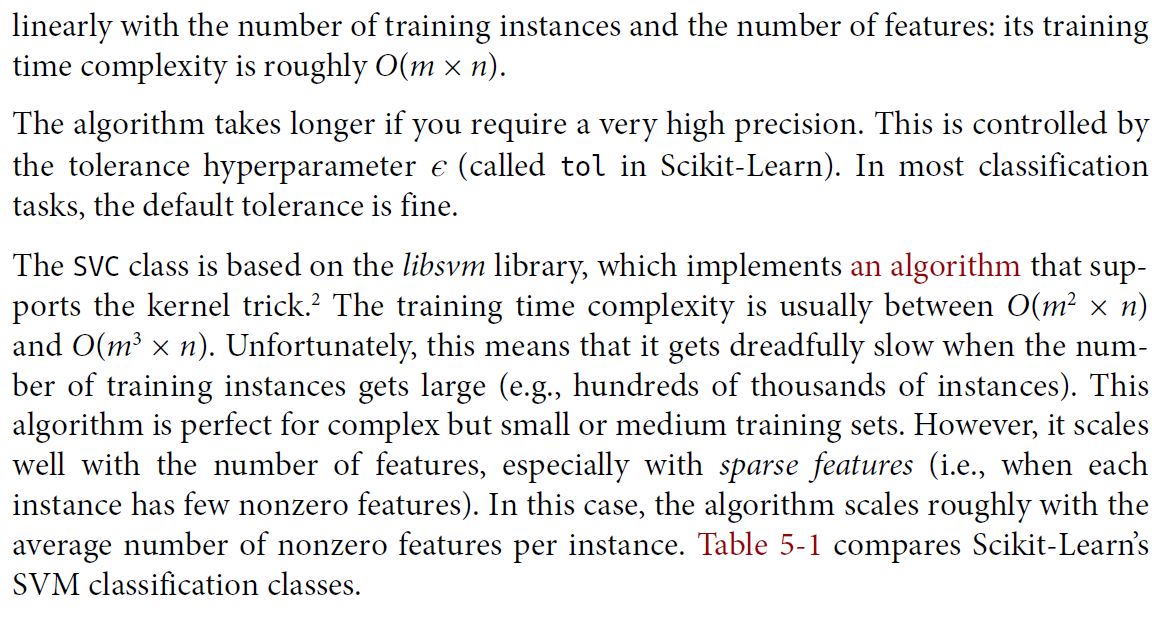 linearly with the number of training instances and the number of features: its training
time complexity is roughly O(m × n).
The algorithm takes longer if you require a very high precision. This is controlled by
the tolerance hyperparameter ϵ (called tol in Scikit-Learn). In most classification
tasks, the default tolerance is fine.
The SVC class is based on the libsvm library, which implements an algorithm that sup-
ports the kernel trick.² The training time complexity is usually between O(m² × n)
and O(m³ × n). Unfortunately, this means that it gets dreadfully slow when the num-
ber of training instances gets large (e.g., hundreds of thousands of instances). This
algorithm is perfect for complex but small or medium training sets. However, it scales
well with the number of features, especially with sparse features (i.e., when each
instance has few nonzero features). In this case, the algorithm scales roughly with the
average number of nonzero features per instance. Table 5-1 compares Scikit-Learn’s
SVM classification classes.